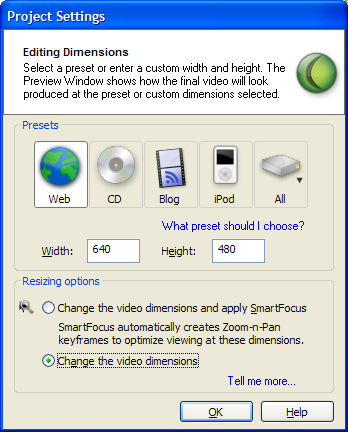 Project Settings
Editing Dimensions
Select a preset or enter a custom width and height. The
Preview Window shows how the final video will look
produced at the preset or custom dimensions selected.
Presets
Web CD Blog iPod All
What preset should I choose?
Width: 640 Height: 480
Resizing options
Change the video dimensions and apply SmartFocus
SmartFocus automatically creates Zoom-n-Pan
keyframes to optimize viewing at these dimensions.
Change the video dimensions
Tell me more...
OK Help